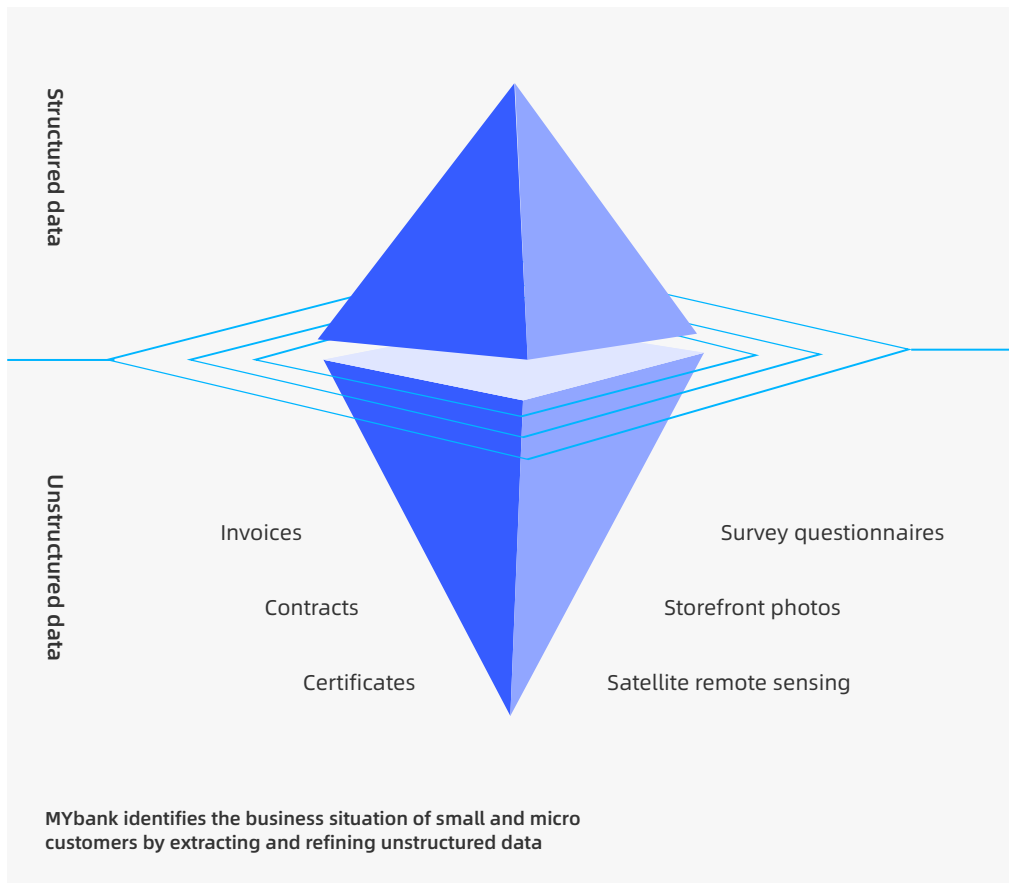 Structured data
Unstructured data
Invoices
Survey questionnaires
Contracts
Storefront photos
Certificates
Satellite remote sensing
MYbank identifies the business situation of small and micro
customers by extracting and refining unstructured data